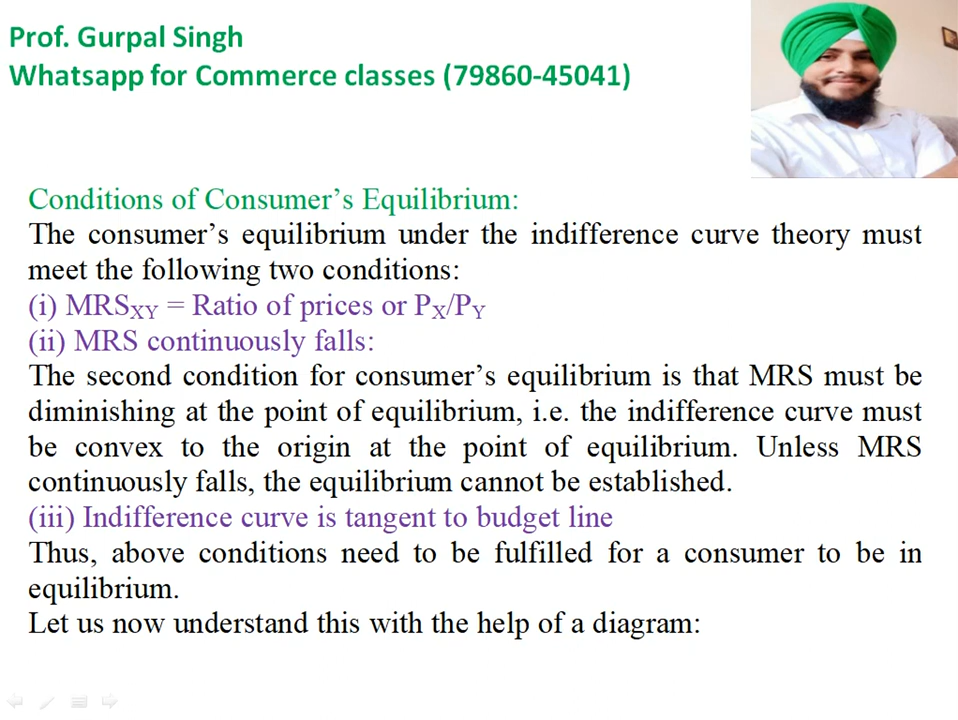 Prof. Gurpal Singh
Whatsapp for Commerce classes (79860-45041)
Conditions of Consumer’s Equilibrium:
The consumer’s equilibrium under the indifference curve theory must
meet the following two conditions:
(i) MRSXY = Ratio of prices or PX/PY
(ii) MRS continuously falls:
The second condition for consumer’s equilibrium is that MRS must be
diminishing at the point of equilibrium, i.e. the indifference curve must
be convex to the origin at the point of equilibrium. Unless MRS
continuously falls, the equilibrium cannot be established.
(iii) Indifference curve is tangent to budget line
Thus, above conditions need to be fulfilled for a consumer to be in
equilibrium.
Let us now understand this with the help of a diagram: